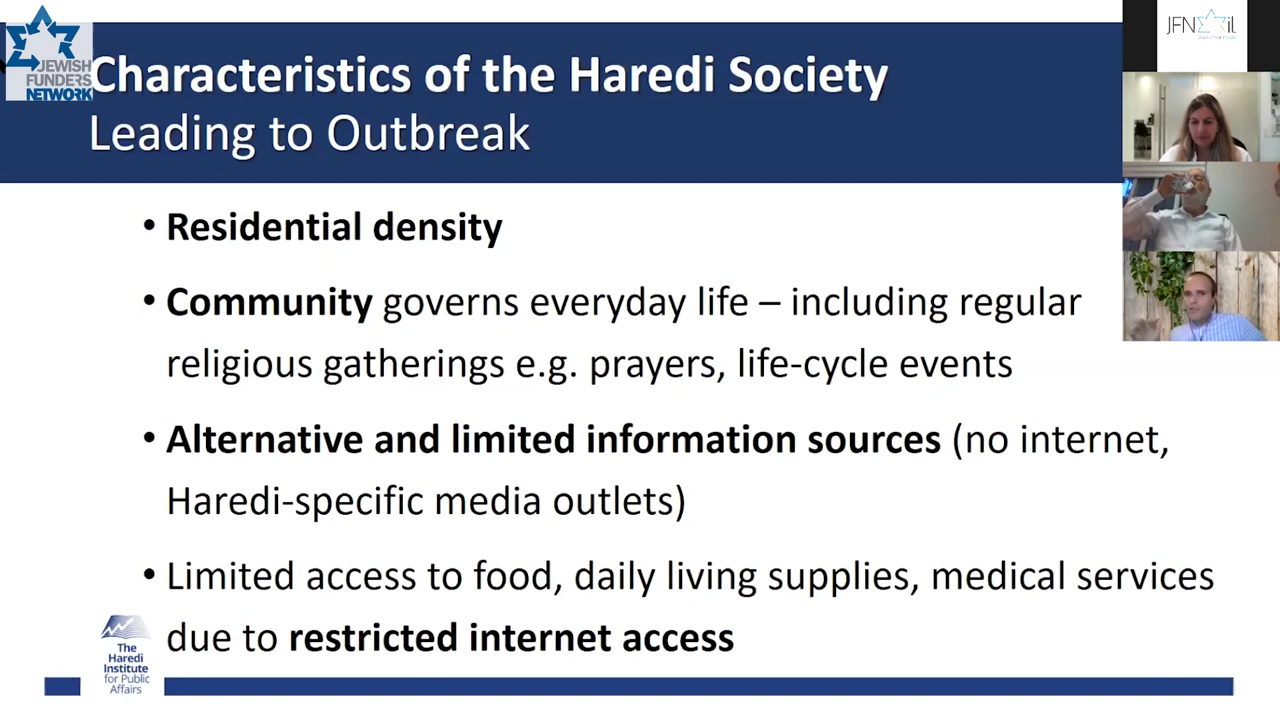 JEWISH
FUNDERS
NETWORK
Characteristics of the Haredi Society
Leading to Outbreak
JFN il
• Residential density
• Community governs everyday life – including regular
religious gatherings e.g. prayers, life-cycle events
• Alternative and limited information sources (no internet,
Haredi-specific media outlets)
• Limited access to food, daily living supplies, medical services
due to restricted internet access
The
Haredi
Institute
for Public
Affairs